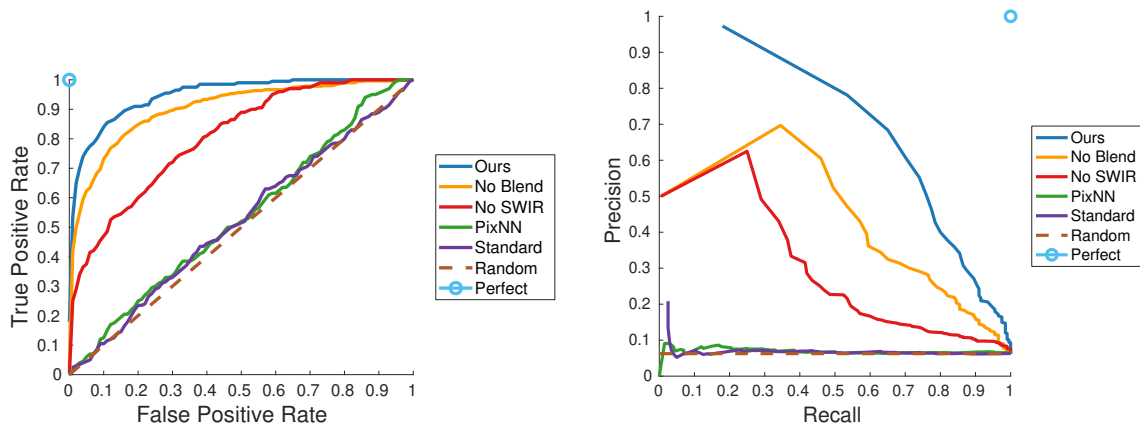 True Positive Rate
1
0.9
0.8
0.7
0.6
0.5
0.4
0.3
0.2
0.1
0
0 0.1 0.2 0.3 0.4 0.5 0.6 0.7 0.8 0.9 1
False Positive Rate
Ours
No Blend
No SWIR
PixNN
Standard
Random
Perfect
Precision
1
0.9
0.8
0.7
0.6
0.5
0.4
0.3
0.2
0.1
0
0 0.1 0.2 0.3 0.4 0.5 0.6 0.7 0.8 0.9 1
Recall
Ours
No Blend
No SWIR
PixNN
Standard
Random
Perfect